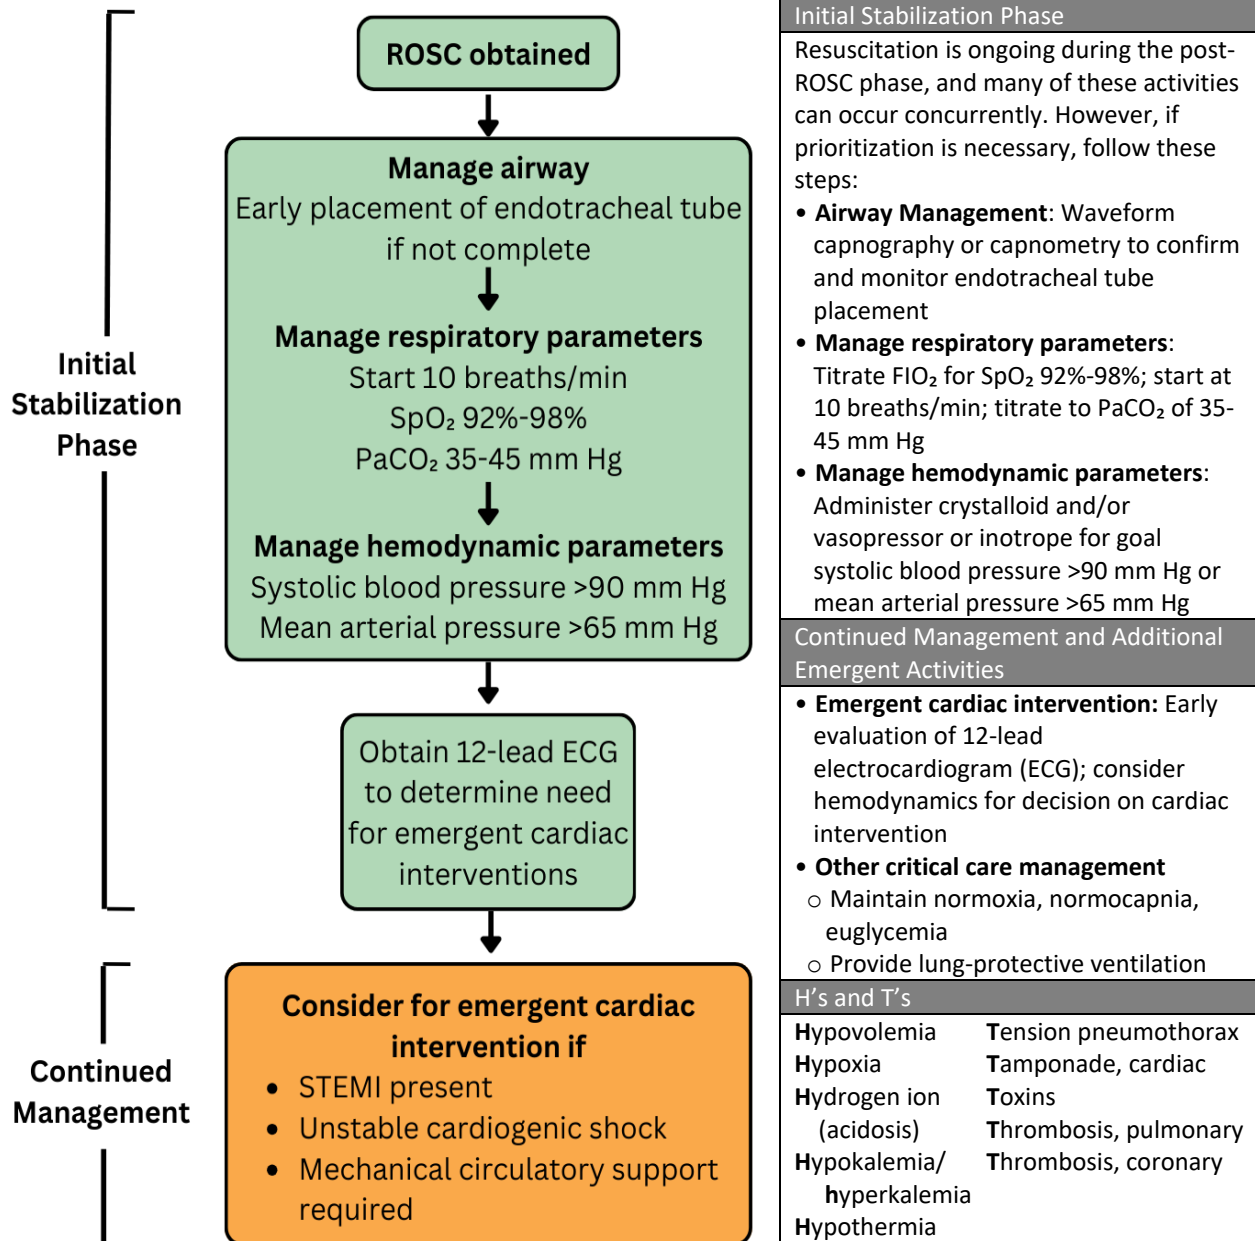 ROSC obtained
Manage airway
Early placement of endotracheal tube
if not complete
Manage respiratory parameters
Start 10 breaths/min
SpO₂ 92%-98%
PaCO₂ 35-45 mm Hg
Manage hemodynamic parameters
Systolic blood pressure >90 mm Hg
Mean arterial pressure >65 mm Hg
Initial
Stabilization
Phase
Obtain 12-lead ECG
to determine need
for emergent cardiac
interventions
Consider for emergent cardiac
intervention if
• STEMI present
• Unstable cardiogenic shock
• Mechanical circulatory support
required
Continued
Management
Initial Stabilization Phase
Resuscitation is ongoing during the post-
ROSC phase, and many of these activities
can occur concurrently. However, if
prioritization is necessary, follow these
steps:
• Airway Management: Waveform
capnography or capnometry to confirm
and monitor endotracheal tube
placement
• Manage respiratory parameters:
Titrate FIO₂ for SpO₂ 92%-98%; start at
10 breaths/min; titrate to PaCO₂ of 35-
45 mm Hg
• Manage hemodynamic parameters:
Administer crystalloid and/or
vasopressor or inotrope for goal
systolic blood pressure >90 mm Hg or
mean arterial pressure >65 mm Hg
Continued Management and Additional
Emergent Activities
• Emergent cardiac intervention: Early
evaluation of 12-lead
electrocardiogram (ECG); consider
hemodynamics for decision on cardiac
intervention
• Other critical care management
o Maintain normoxia, normocapnia,
euglycemia
o Provide lung-protective ventilation
H's and T's
Hypovolemia
Hypoxia
Hydrogen ion
(acidosis)
Hypokalemia/
hyperkalemia
Hypothermia
Tension pneumothorax
Tamponade, cardiac
Toxins
Thrombosis, pulmonary
Thrombosis, coronary